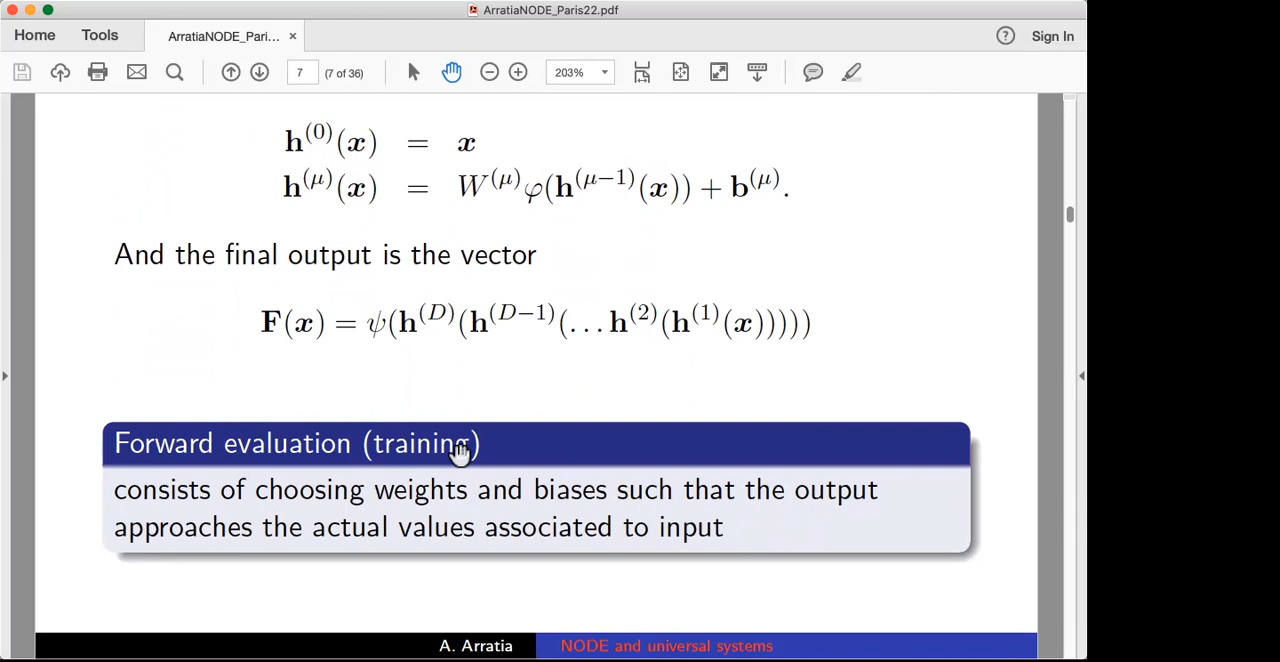 ArratiaNODE_Paris22.pdf
Home Tools ArratiaNODE_Pari... × ? Sign In
7 (7 of 36) 203%
h^(0)(x) = x
h^(μ)(x) = W^(μ)φ(h^(μ−1)(x)) + b^(μ).
And the final output is the vector
F(x) = ψ(h^(D)(h^(D−1)(…h^(2)(h^(1)(x)))))
Forward evaluation (training)
consists of choosing weights and biases such that the output
approaches the actual values associated to input
A. Arratia NODE and universal systems